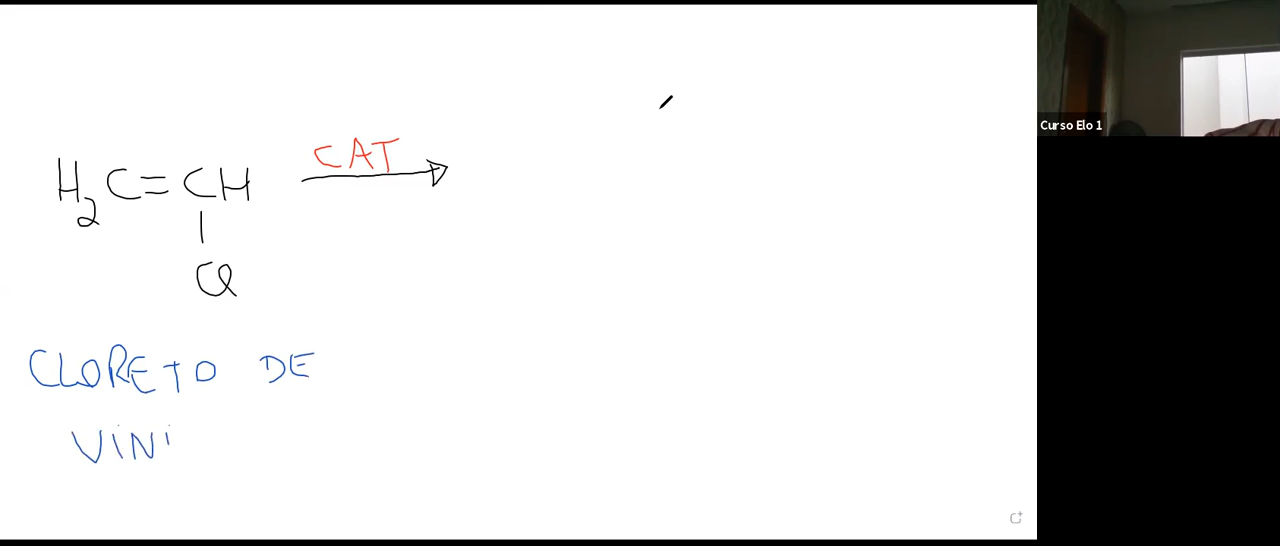 CAT
H₂C=CH
|
Cl
CLORETO DE
VINI
Curso Elo 1